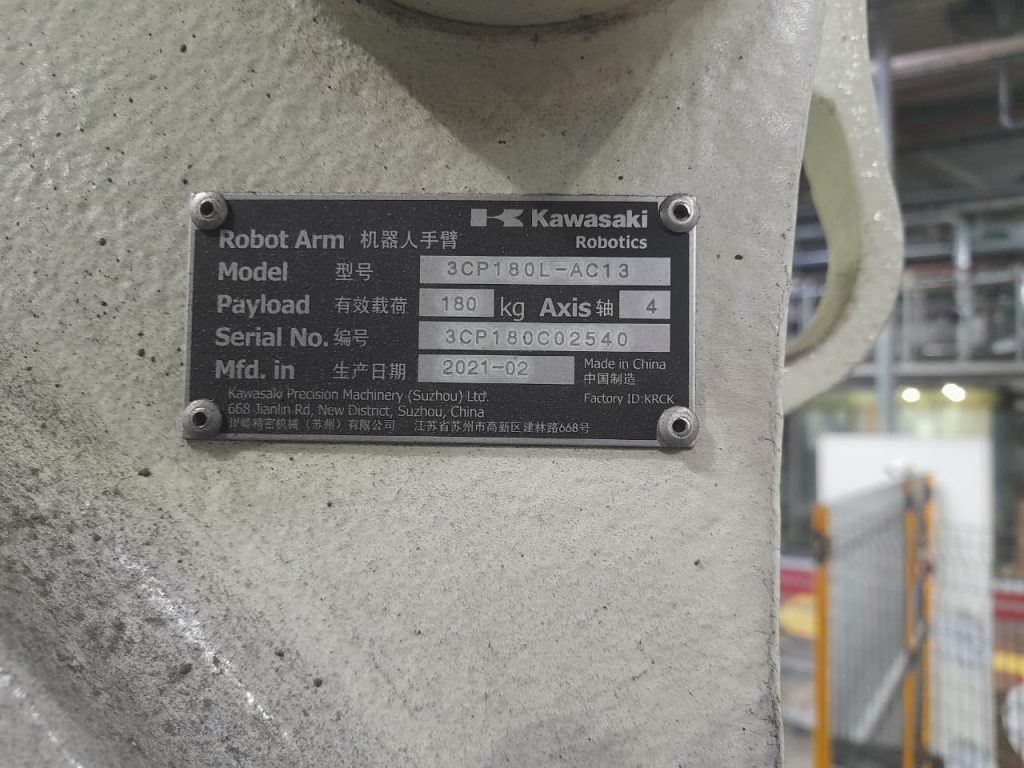 Kawasaki
Robot Arm 机器人手臂 Robotics
Model 型号 3CP180L-AC13
Payload 有效载荷 180 kg Axis 轴 4
Serial No. 编号 3CP180C02540
Mfd. in 生产日期 2021-02 Made in China
中国制造
Kawasaki Precision Machinery (Suzhou) Ltd. Factory ID:KRCK
668 Jianlin Rd, New District, Suzhou, China
川崎精密机械（苏州）有限公司 江苏省苏州市高新区建林路668号